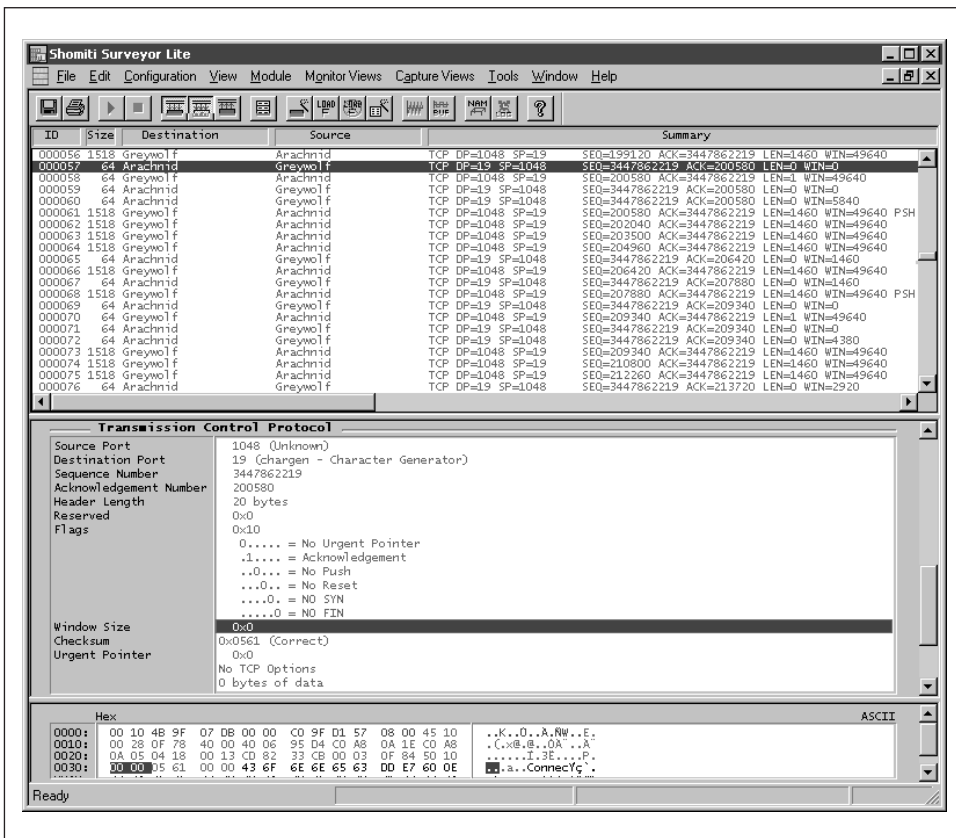 Shomiti Surveyor Lite
File Edit Configuration View Module Monitor Views Capture Views Tools Window Help
ID Size Destination Source Summary
000056 1518 Greywolf Arachnid TCP DP=1048 SP=19 SEQ=199120 ACK=3447862219 LEN=1460 WIN=49640
000057 64 Arachnid Greywolf TCP DP=19 SP=1048 SEQ=3447862219 ACK=200580 LEN=0 WIN=0
000058 64 Greywolf Arachnid TCP DP=1048 SP=19 SEQ=200580 ACK=3447862219 LEN=1 WIN=49640
000059 64 Arachnid Greywolf TCP DP=19 SP=1048 SEQ=3447862219 ACK=200580 LEN=0 WIN=0
000060 64 Arachnid Greywolf TCP DP=19 SP=1048 SEQ=3447862219 ACK=200580 LEN=0 WIN=5840
000061 1518 Greywolf Arachnid TCP DP=1048 SP=19 SEQ=200580 ACK=3447862219 LEN=1460 WIN=49640 PSH
000062 1518 Greywolf Arachnid TCP DP=1048 SP=19 SEQ=202040 ACK=3447862219 LEN=1460 WIN=49640
000063 1518 Greywolf Arachnid TCP DP=1048 SP=19 SEQ=203500 ACK=3447862219 LEN=1460 WIN=49640
000064 1518 Greywolf Arachnid TCP DP=1048 SP=19 SEQ=204960 ACK=3447862219 LEN=1460 WIN=49640
000065 64 Arachnid Greywolf TCP DP=19 SP=1048 SEQ=3447862219 ACK=206420 LEN=0 WIN=1460
000066 1518 Greywolf Arachnid TCP DP=1048 SP=19 SEQ=206420 ACK=3447862219 LEN=1460 WIN=49640
000067 64 Arachnid Greywolf TCP DP=19 SP=1048 SEQ=3447862219 ACK=207880 LEN=0 WIN=1460
000068 1518 Greywolf Arachnid TCP DP=1048 SP=19 SEQ=207880 ACK=3447862219 LEN=1460 WIN=49640 PSH
000069 64 Arachnid Greywolf TCP DP=19 SP=1048 SEQ=3447862219 ACK=209340 LEN=0 WIN=0
000070 64 Greywolf Arachnid TCP DP=1048 SP=19 SEQ=209340 ACK=3447862219 LEN=1 WIN=49640
000071 64 Arachnid Greywolf TCP DP=19 SP=1048 SEQ=3447862219 ACK=209340 LEN=0 WIN=0
000072 64 Arachnid Greywolf TCP DP=19 SP=1048 SEQ=3447862219 ACK=209340 LEN=0 WIN=4380
000073 1518 Greywolf Arachnid TCP DP=1048 SP=19 SEQ=209340 ACK=3447862219 LEN=1460 WIN=49640
000074 1518 Greywolf Arachnid TCP DP=1048 SP=19 SEQ=210800 ACK=3447862219 LEN=1460 WIN=49640
000075 1518 Greywolf Arachnid TCP DP=1048 SP=19 SEQ=212260 ACK=3447862219 LEN=1460 WIN=49640
000076 64 Arachnid Greywolf TCP DP=19 SP=1048 SEQ=3447862219 ACK=213720 LEN=0 WIN=2920
Transmission Control Protocol
Source Port 1048 (Unknown)
Destination Port 19 (chargen - Character Generator)
Sequence Number 3447862219
Acknowledgement Number 200580
Header Length 20 bytes
Reserved 0x0
Flags 0x10
0..... = No Urgent Pointer
.1.... = Acknowledgement
..0... = No Push
...0.. = No Reset
....0. = NO SYN
.....0 = NO FIN
Window Size 0x0
Checksum 0x0561 (Correct)
Urgent Pointer 0x0
No TCP Options
0 bytes of data
Hex ASCII
0000: 00 10 4B 9F 07 DB 00 00 C0 9F D1 57 08 00 45 10 ..K..Û..À.ÑW..E.
0010: 00 28 0F 78 40 00 40 06 95 D4 C0 A8 0A 1E C0 A8 .(.x@.@..ÔÀ¨..À¨
0020: 0A 05 04 18 00 13 CD 82 33 CB 00 03 0F 84 50 10 ......Í.3Ë....P.
0030: 00 00 05 61 00 00 43 6F 6E 6E 65 63 DD E7 60 0E ...a..ConnecÝç`.
Ready